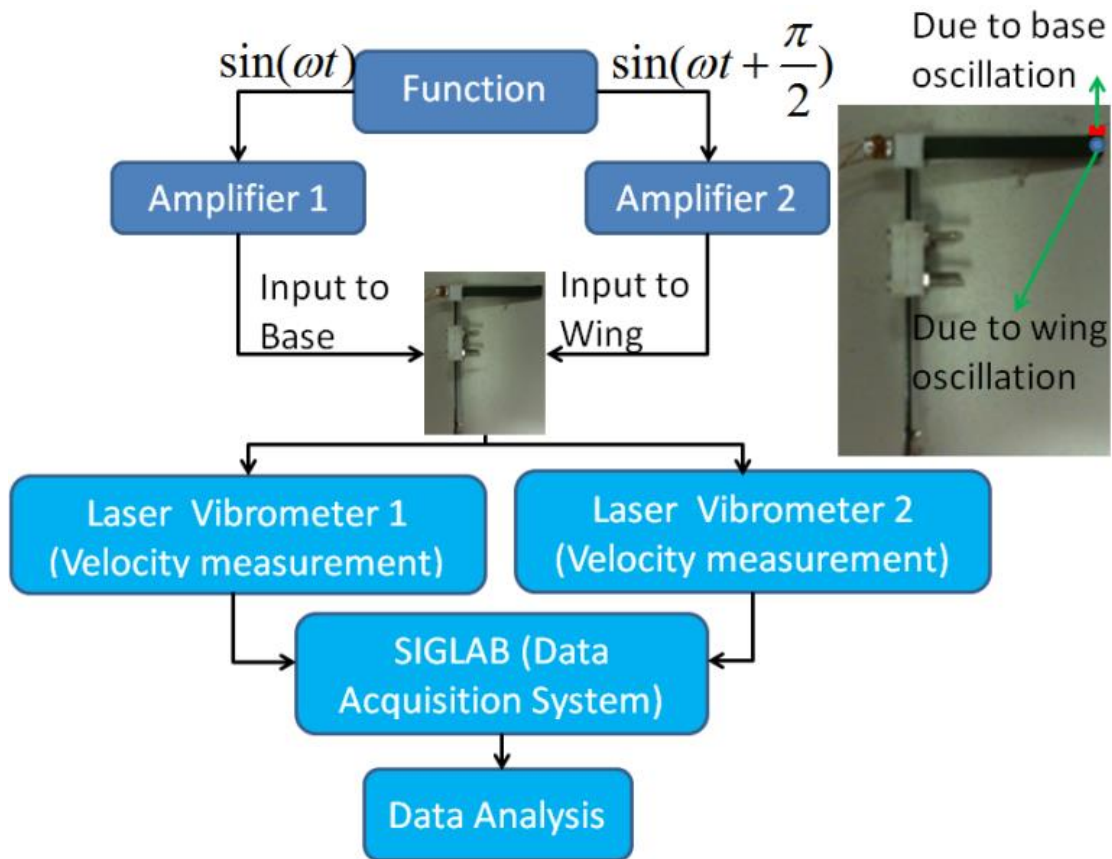 sin(ωt)
Function
sin(ωt + π/2)
Due to base
oscillation
Amplifier 1
Amplifier 2
Input to
Base
Input to
Wing
Due to wing
oscillation
Laser Vibrometer 1
(Velocity measurement)
Laser Vibrometer 2
(Velocity measurement)
SIGLAB (Data
Acquisition System)
Data Analysis